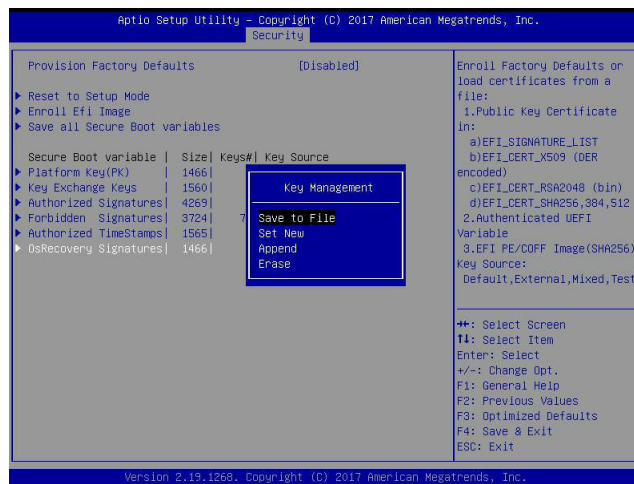 Aptio Setup Utility – Copyright (C) 2017 American Megatrends, Inc.
Security
Provision Factory Defaults [Disabled]
Reset to Setup Mode
Enroll Efi Image
Save all Secure Boot variables
Secure Boot variable | Size| Keys#| Key Source
Platform Key(PK) | 1466|
Key Exchange Keys | 1560|
Authorized Signatures| 4269|
Forbidden Signatures| 3724| 7
Authorized TimeStamps| 1565|
OsRecovery Signatures| 1466|
Key Management
Save to File
Set New
Append
Erase
Enroll Factory Defaults or
load certificates from a
file:
1.Public Key Certificate
in:
a)EFI_SIGNATURE_LIST
b)EFI_CERT_X509 (DER
encoded)
c)EFI_CERT_RSA2048 (bin)
d)EFI_CERT_SHA256,384,512
2.Authenticated UEFI
Variable
3.EFI PE/COFF Image(SHA256)
Key Source:
Default,External,Mixed,Test
→←: Select Screen
↑↓: Select Item
Enter: Select
+/-: Change Opt.
F1: General Help
F2: Previous Values
F3: Optimized Defaults
F4: Save & Exit
ESC: Exit
Version 2.19.1268. Copyright (C) 2017 American Megatrends, Inc.